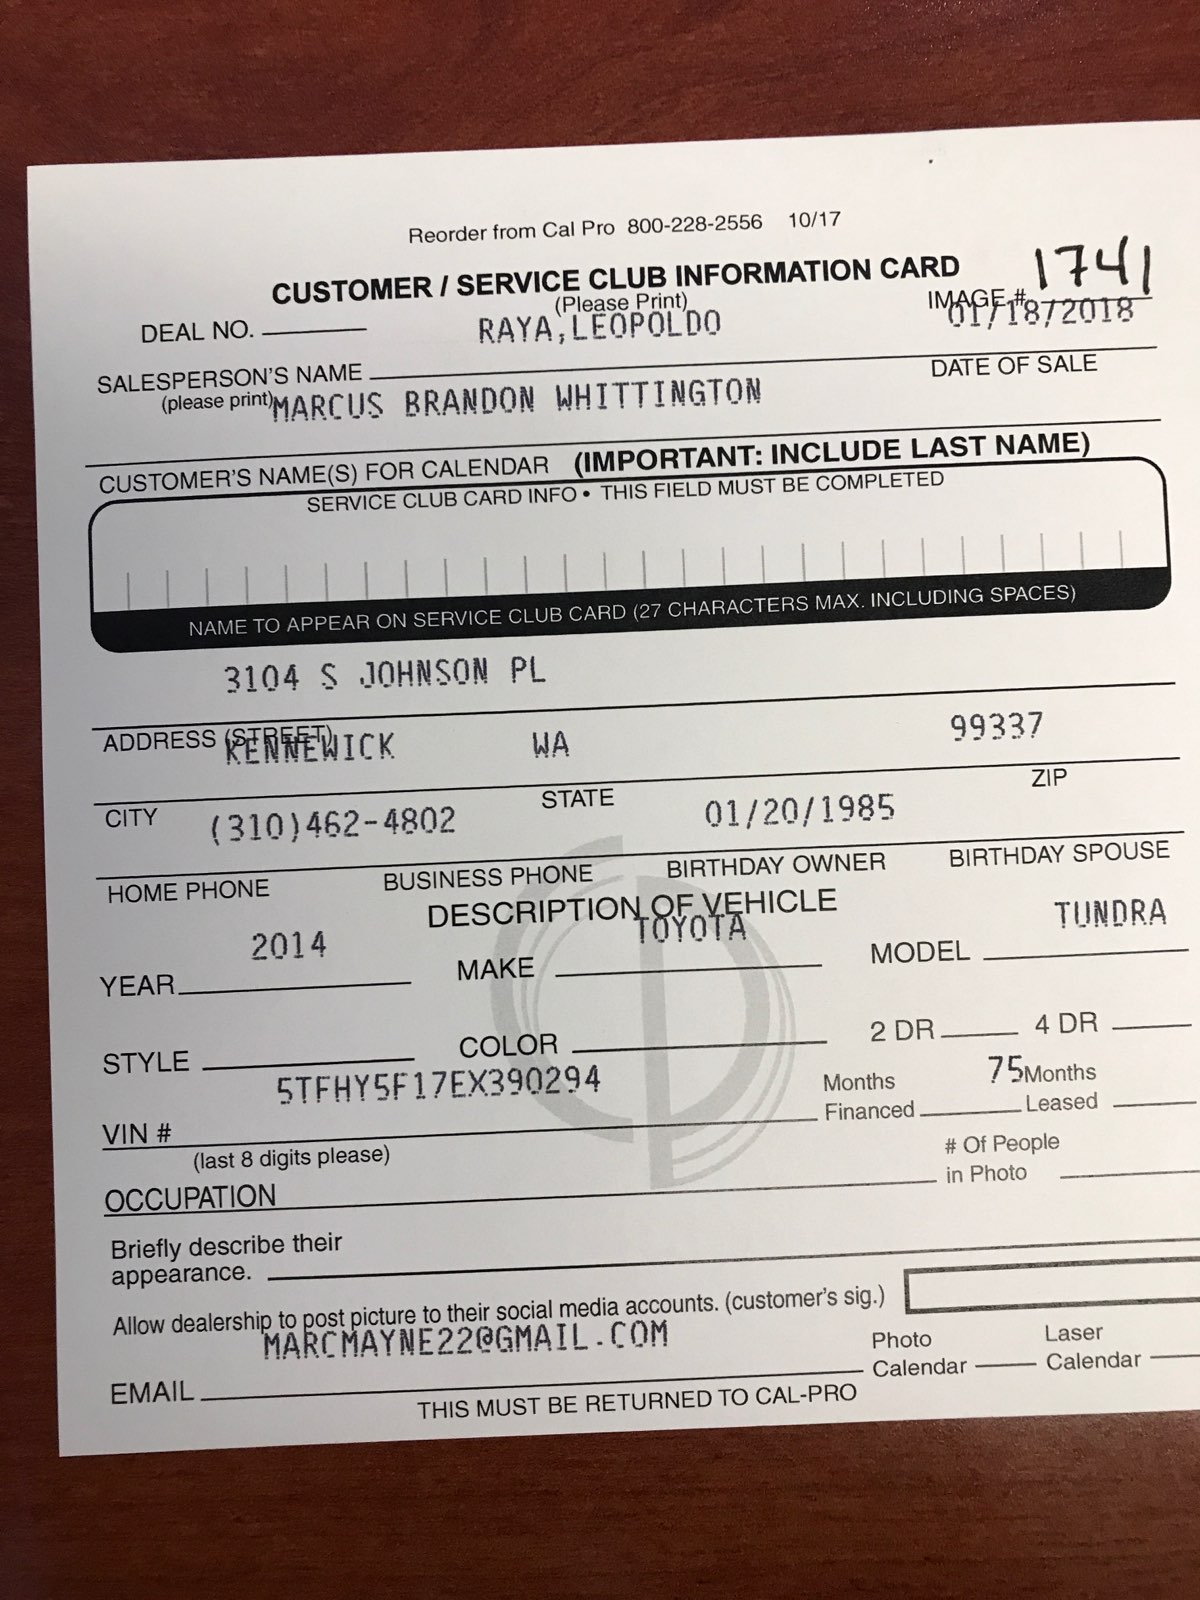 Reorder from Cal Pro 800-228-2556 10/17
CUSTOMER / SERVICE CLUB INFORMATION CARD
1741
(Please Print)
IMAGE #
DEAL NO.
RAYA,LEOPOLDO
01/18/2018
SALESPERSON'S NAME
DATE OF SALE
(please print)
MARCUS BRANDON WHITTINGTON
CUSTOMER'S NAME(S) FOR CALENDAR (IMPORTANT: INCLUDE LAST NAME)
SERVICE CLUB CARD INFO • THIS FIELD MUST BE COMPLETED
NAME TO APPEAR ON SERVICE CLUB CARD (27 CHARACTERS MAX. INCLUDING SPACES)
3104 S JOHNSON PL
ADDRESS (STREET)
KENNEWICK WA 99337
CITY STATE ZIP
(310)462-4802 01/20/1985
HOME PHONE BUSINESS PHONE BIRTHDAY OWNER BIRTHDAY SPOUSE
DESCRIPTION OF VEHICLE
2014 TOYOTA TUNDRA
YEAR MAKE MODEL
STYLE COLOR 2 DR 4 DR
5TFHY5F17EX390294
Months 75 Months
VIN # Financed Leased
(last 8 digits please)
# Of People
in Photo
OCCUPATION
Briefly describe their
appearance.
Allow dealership to post picture to their social media accounts. (customer's sig.)
MARCMAYNE22@GMAIL.COM
Photo Laser
EMAIL Calendar Calendar
THIS MUST BE RETURNED TO CAL-PRO